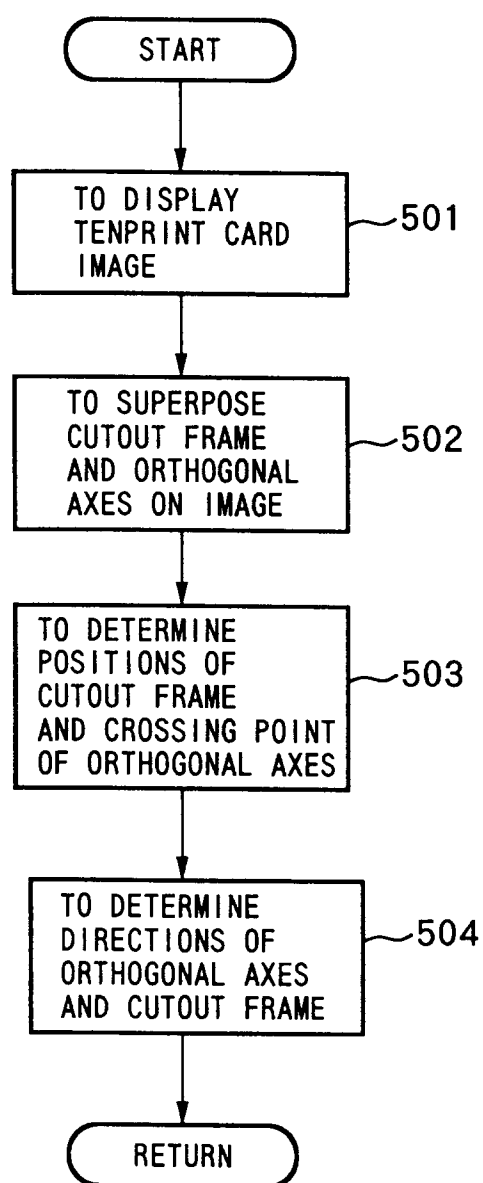 START
TO DISPLAY
TENPRINT CARD
IMAGE
501
TO SUPERPOSE
CUTOUT FRAME
AND ORTHOGONAL
AXES ON IMAGE
502
TO DETERMINE
POSITIONS OF
CUTOUT FRAME
AND CROSSING POINT
OF ORTHOGONAL AXES
503
TO DETERMINE
DIRECTIONS OF
ORTHOGONAL AXES
AND CUTOUT FRAME
504
RETURN